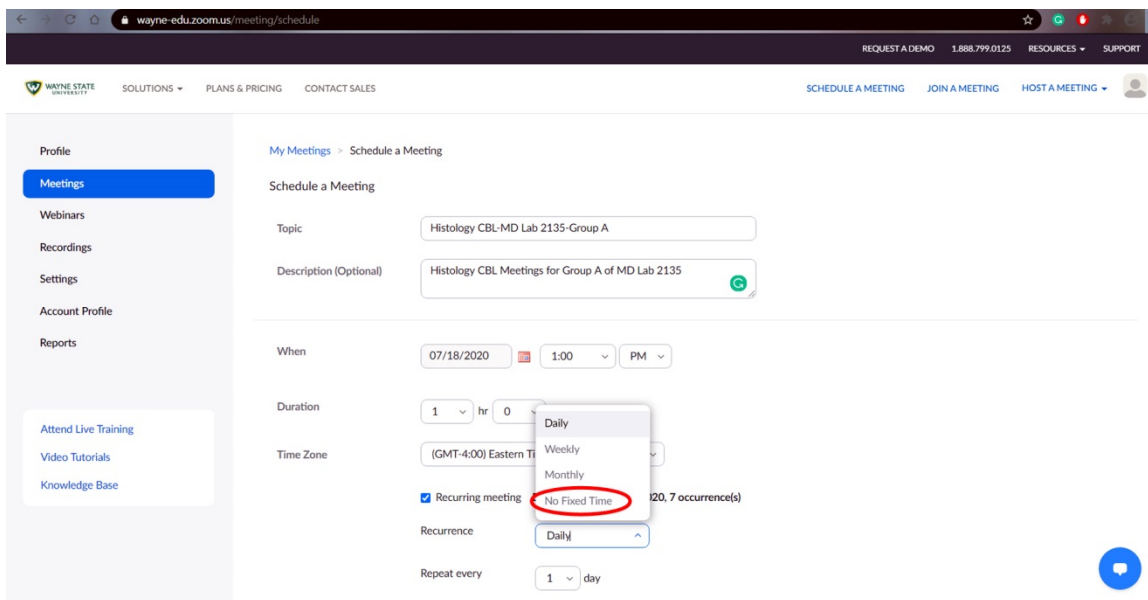 wayne-edu.zoom.us/meeting/schedule
REQUEST A DEMO 1.888.799.0125 RESOURCES SUPPORT
WAYNE STATE
UNIVERSITY
SOLUTIONS PLANS & PRICING CONTACT SALES SCHEDULE A MEETING JOIN A MEETING HOST A MEETING
Profile
Meetings
Webinars
Recordings
Settings
Account Profile
Reports
Attend Live Training
Video Tutorials
Knowledge Base
My Meetings > Schedule a Meeting
Schedule a Meeting
Topic Histology CBL-MD Lab 2135-Group A
Description (Optional) Histology CBL Meetings for Group A of MD Lab 2135
When 07/18/2020 1:00 PM
Duration 1 hr 0
Time Zone (GMT-4:00) Eastern
Daily
Weekly
Monthly
No Fixed Time
Recurring meeting 7 occurrence(s)
Recurrence Daily
Repeat every 1 day